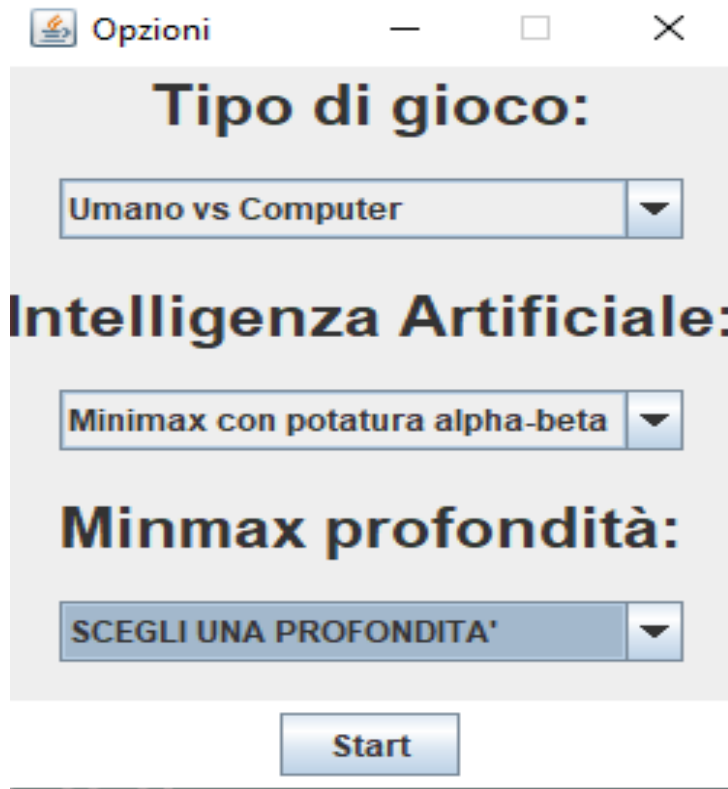 Opzioni
Tipo di gioco:
Umano vs Computer
Intelligenza Artificiale:
Minimax con potatura alpha-beta
Minmax profondità:
SCEGLI UNA PROFONDITA'
Start